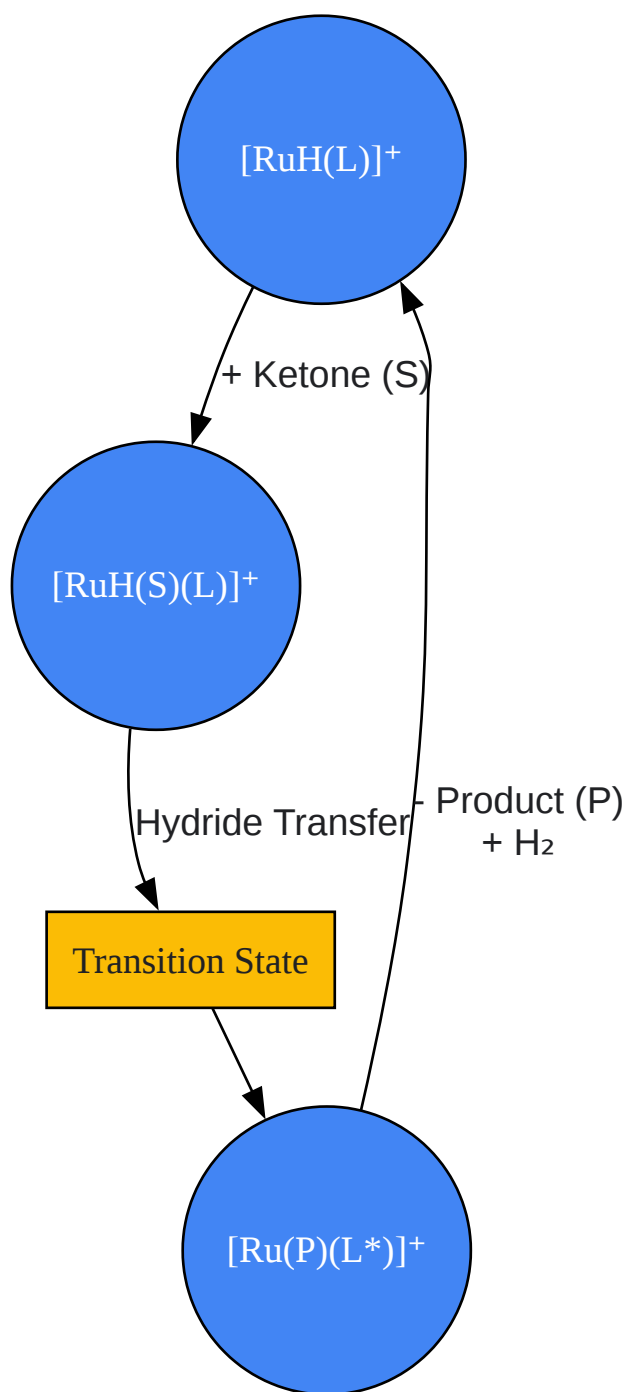 [RuH(L)]⁺
+ Ketone (S)
[RuH(S)(L)]⁺
Hydride Transfer
- Product (P)
+ H₂
Transition State
[Ru(P)(L*)]⁺